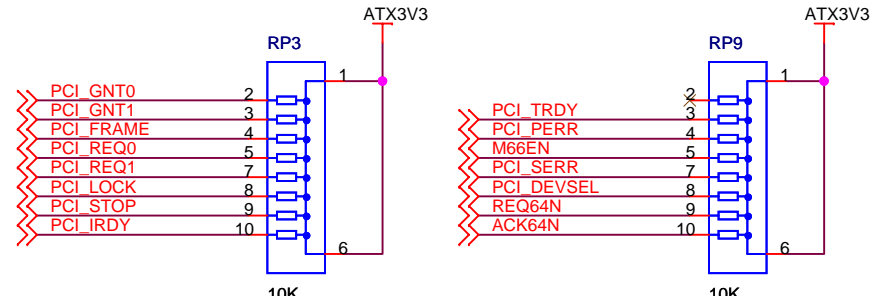 ATX3V3 ATX3V3
RP3 RP9
1 1
PCI_GNT0 2 2
PCI_GNT1 3 PCI_TRDY 3
PCI_FRAME 4 PCI_PERR 4
PCI_REQ0 5 M66EN 5
PCI_REQ1 7 PCI_SERR 7
PCI_LOCK 8 PCI_DEVSEL 8
PCI_STOP 9 REQ64N 9
PCI_IRDY 10 ACK64N 10
6 6
10K 10K